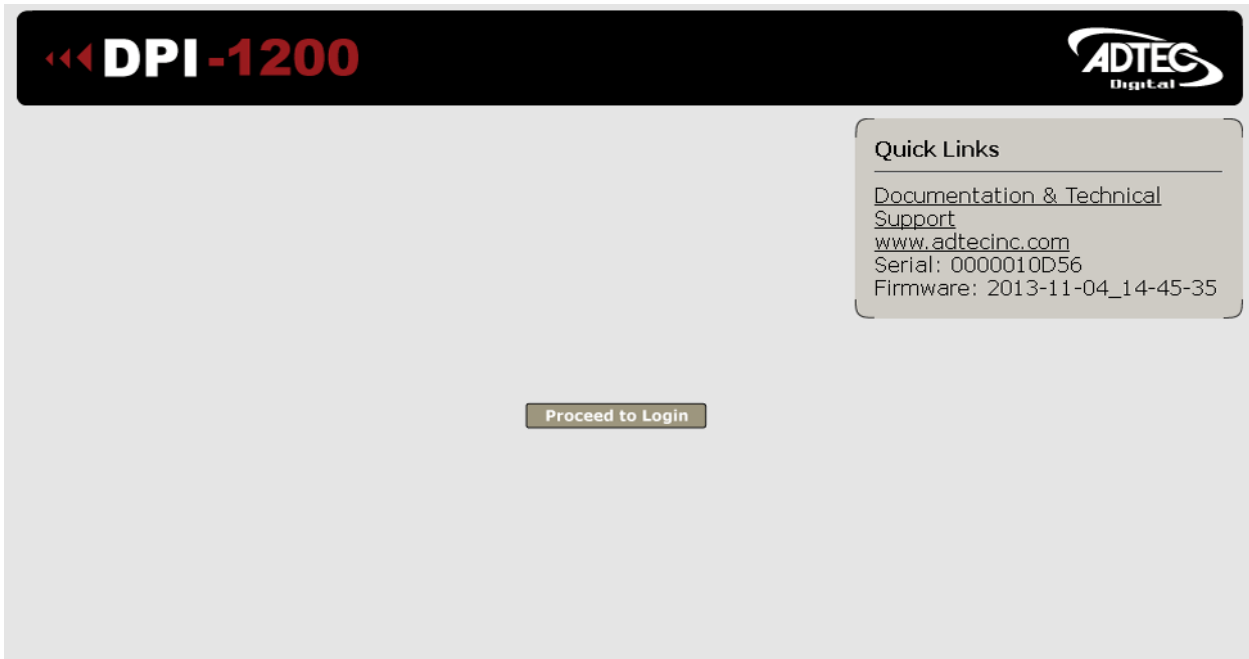 DPI-1200
ADTEC
Digital
Quick Links
Documentation & Technical
Support
www.adtecinc.com
Serial: 0000010D56
Firmware: 2013-11-04_14-45-35
Proceed to Login